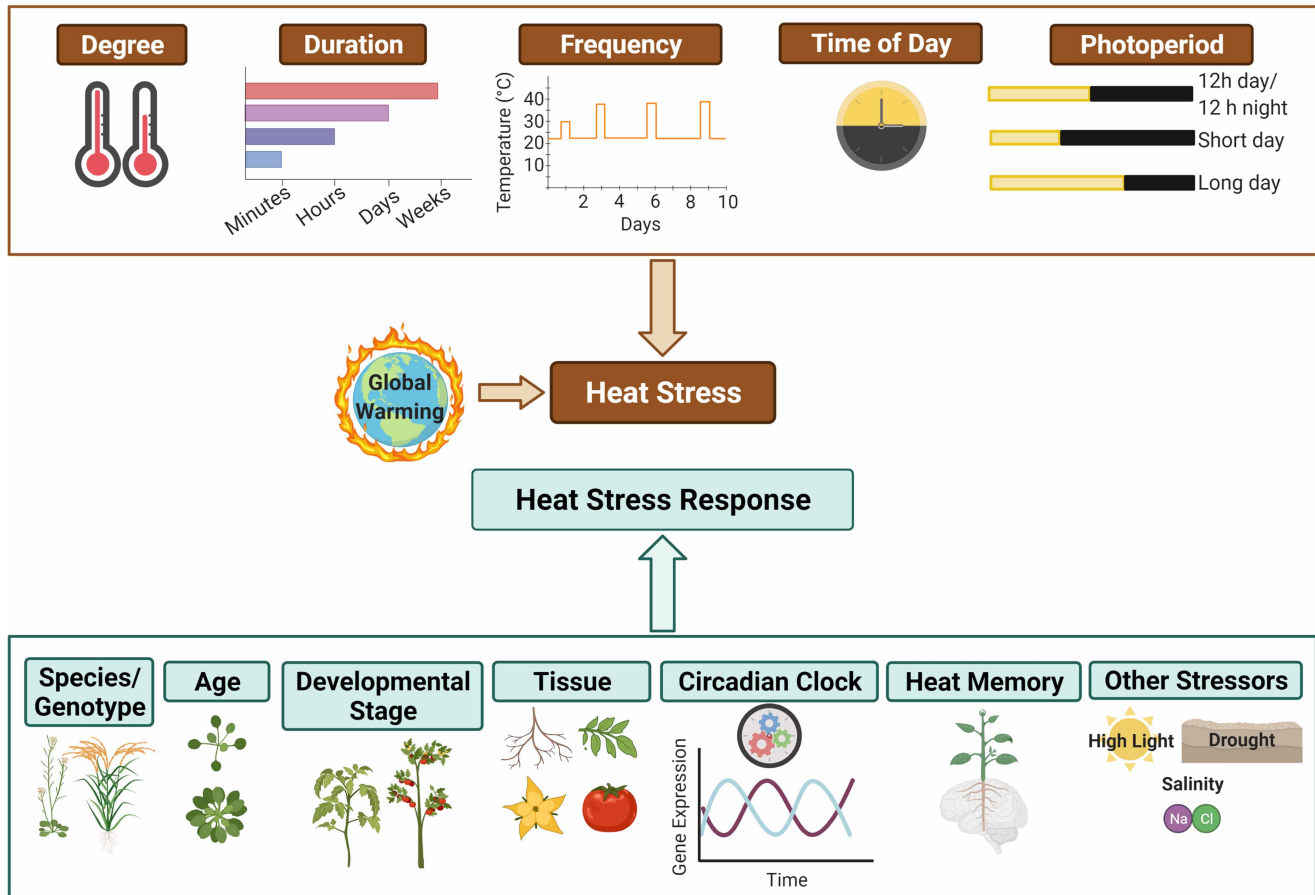 Degree
Duration
Frequency
Time of Day
Photoperiod
Minutes
Hours
Days
Weeks
Temperature (°C)
40
30
20
10
2
4
6
8
10
Days
12h day/
12 h night
Short day
Long day
Global
Warming
Heat Stress
Heat Stress Response
Species/
Genotype
Age
Developmental
Stage
Tissue
Circadian Clock
Heat Memory
Other Stressors
Gene Expression
Time
High Light
Drought
Salinity
Na
Cl